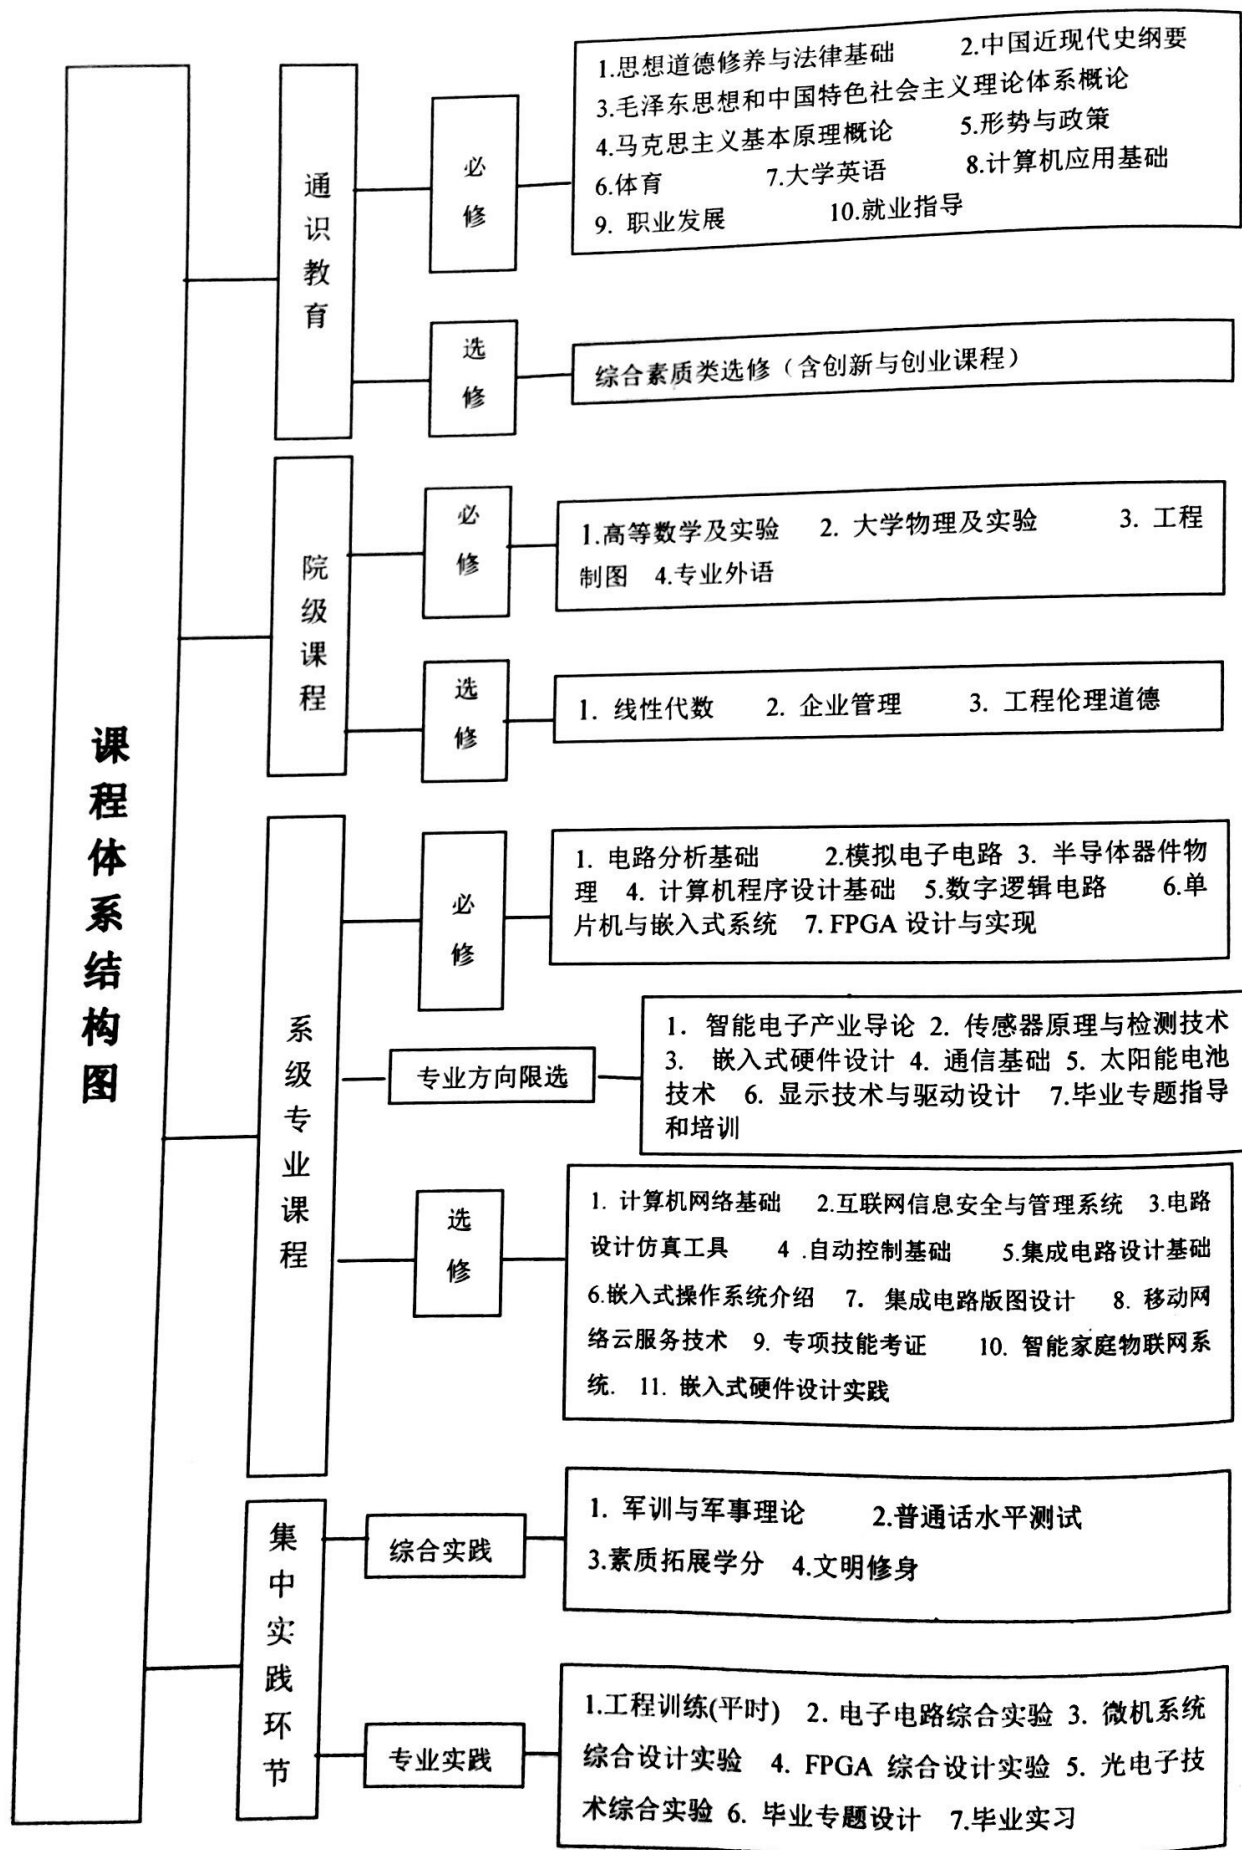 课程体系结构图
通识教育
必修
1.思想道德修养与法律基础 2.中国近现代史纲要
3.毛泽东思想和中国特色社会主义理论体系概论
4.马克思主义基本原理概论 5.形势与政策
6.体育 7.大学英语 8.计算机应用基础
9. 职业发展 10.就业指导
选修
综合素质类选修（含创新与创业课程）
院级课程
必修
1.高等数学及实验 2. 大学物理及实验 3. 工程
制图 4.专业外语
选修
1. 线性代数 2. 企业管理 3. 工程伦理道德
系级专业课程
必修
1. 电路分析基础 2.模拟电子电路 3. 半导体器件物
理 4. 计算机程序设计基础 5.数字逻辑电路 6.单
片机与嵌入式系统 7. FPGA 设计与实现
专业方向限选
1. 智能电子产业导论 2. 传感器原理与检测技术
3. 嵌入式硬件设计 4. 通信基础 5. 太阳能电池
技术 6. 显示技术与驱动设计 7.毕业专题指导
和培训
选修
1. 计算机网络基础 2.互联网信息安全与管理系统 3.电路
设计仿真工具 4 .自动控制基础 5.集成电路设计基础
6.嵌入式操作系统介绍 7. 集成电路版图设计 8. 移动网
络云服务技术 9. 专项技能考证 10. 智能家庭物联网系
统. 11. 嵌入式硬件设计实践
集中实践环节
综合实践
1. 军训与军事理论 2.普通话水平测试
3.素质拓展学分 4.文明修身
专业实践
1.工程训练(平时) 2. 电子电路综合实验 3. 微机系统
综合设计实验 4. FPGA 综合设计实验 5. 光电子技
术综合实验 6. 毕业专题设计 7.毕业实习